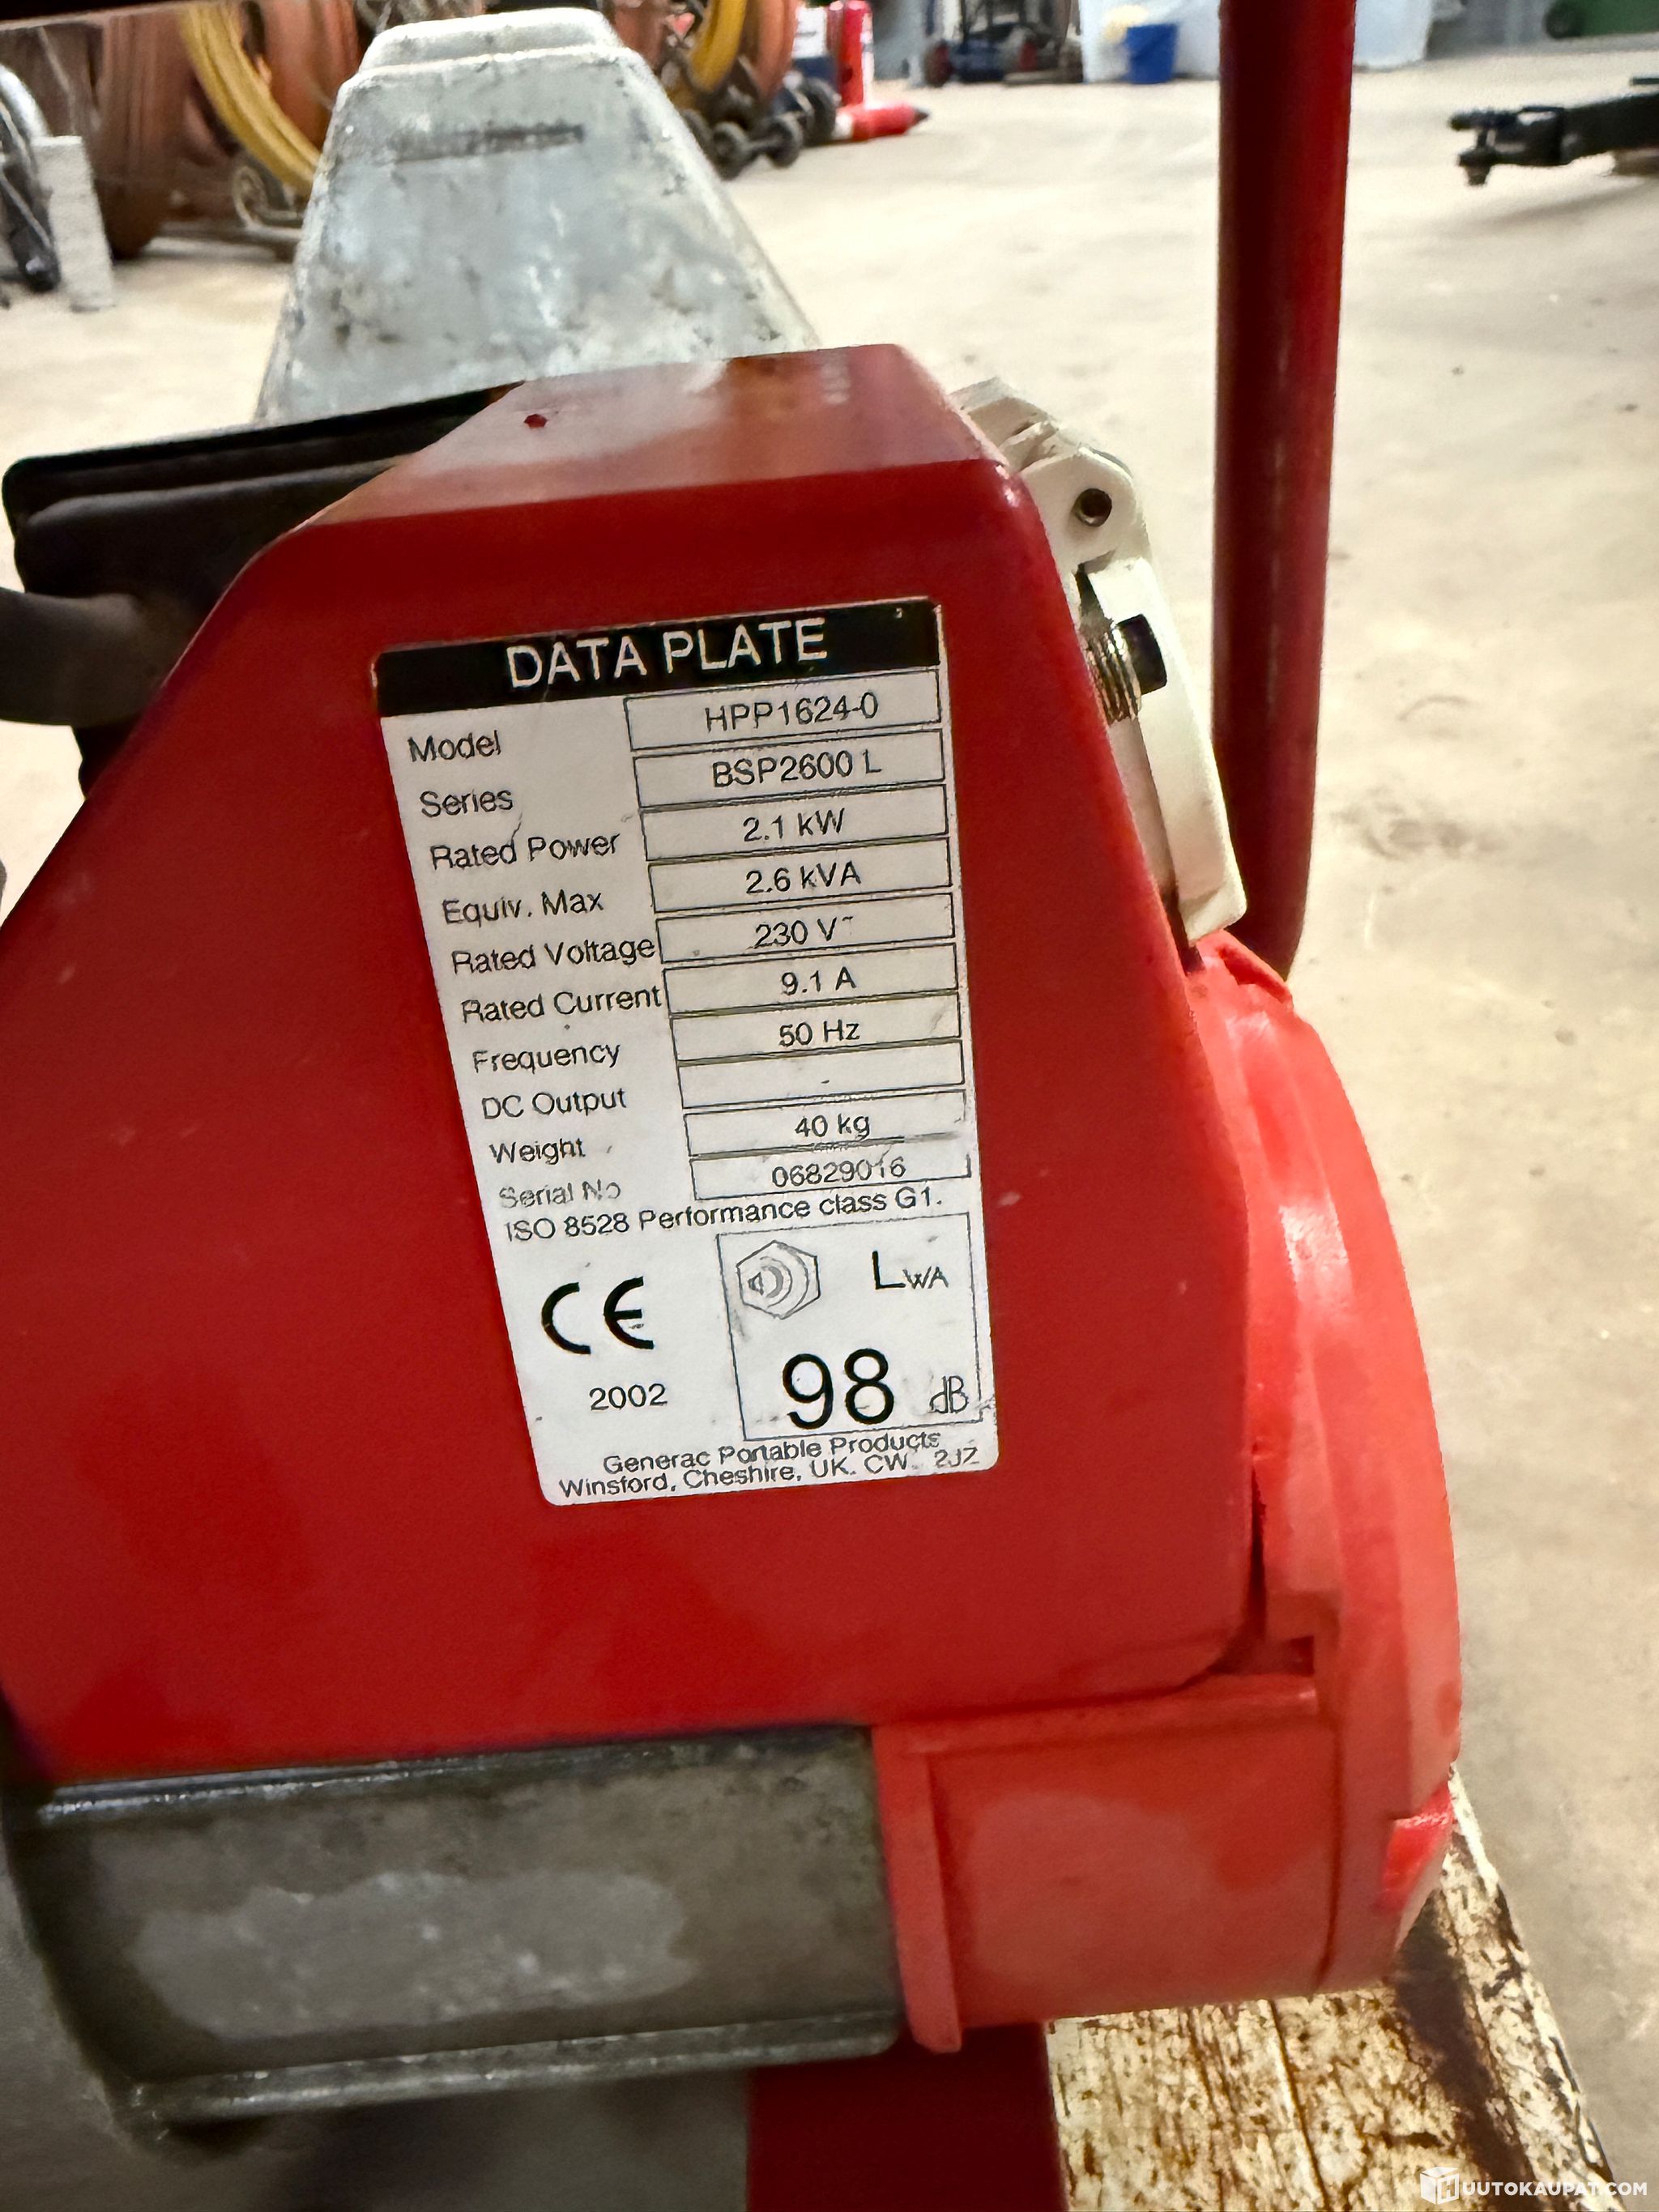 DATA PLATE
Model HPP1624-0
Series BSP2600 L
Rated Power 2.1 kW
Equiv. Max 2.6 kVA
Rated Voltage 230 V~
Rated Current 9.1 A
Frequency 50 Hz
DC Output -
Weight 40 kg
Serial No 06829016
ISO 8528 Performance class G1.
CE
LWA
2002
98 dB
Generac Portable Products
Winsford, Cheshire, UK. CW 2JZ
HUUTOKAUPAT.COM